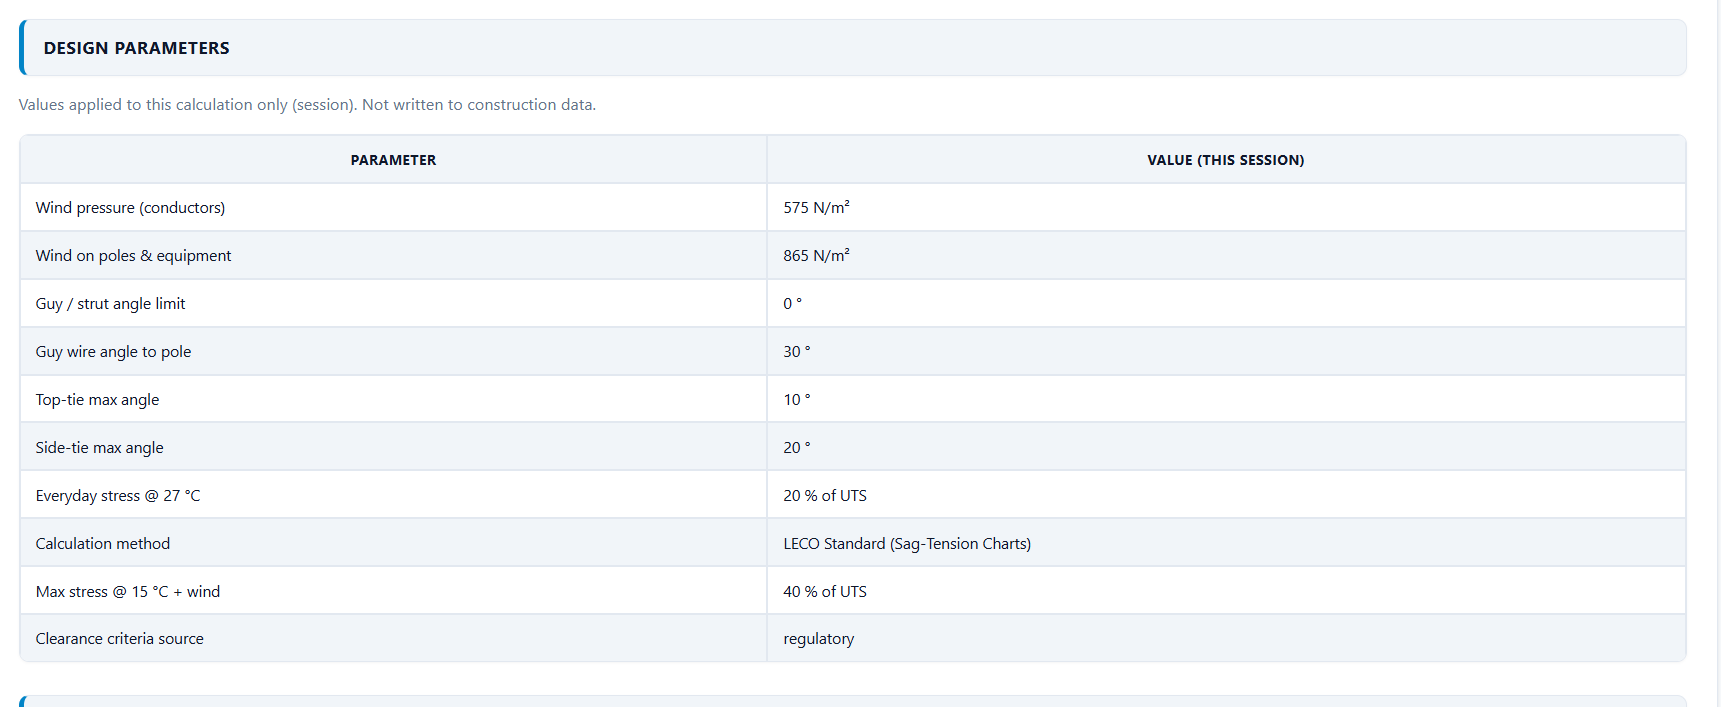 DESIGN PARAMETERS
Values applied to this calculation only (session). Not written to construction data.
PARAMETER VALUE (THIS SESSION)
Wind pressure (conductors) 575 N/m²
Wind on poles & equipment 865 N/m²
Guy / strut angle limit 0 °
Guy wire angle to pole 30 °
Top-tie max angle 10 °
Side-tie max angle 20 °
Everyday stress @ 27 °C 20 % of UTS
Calculation method LECO Standard (Sag-Tension Charts)
Max stress @ 15 °C + wind 40 % of UTS
Clearance criteria source regulatory